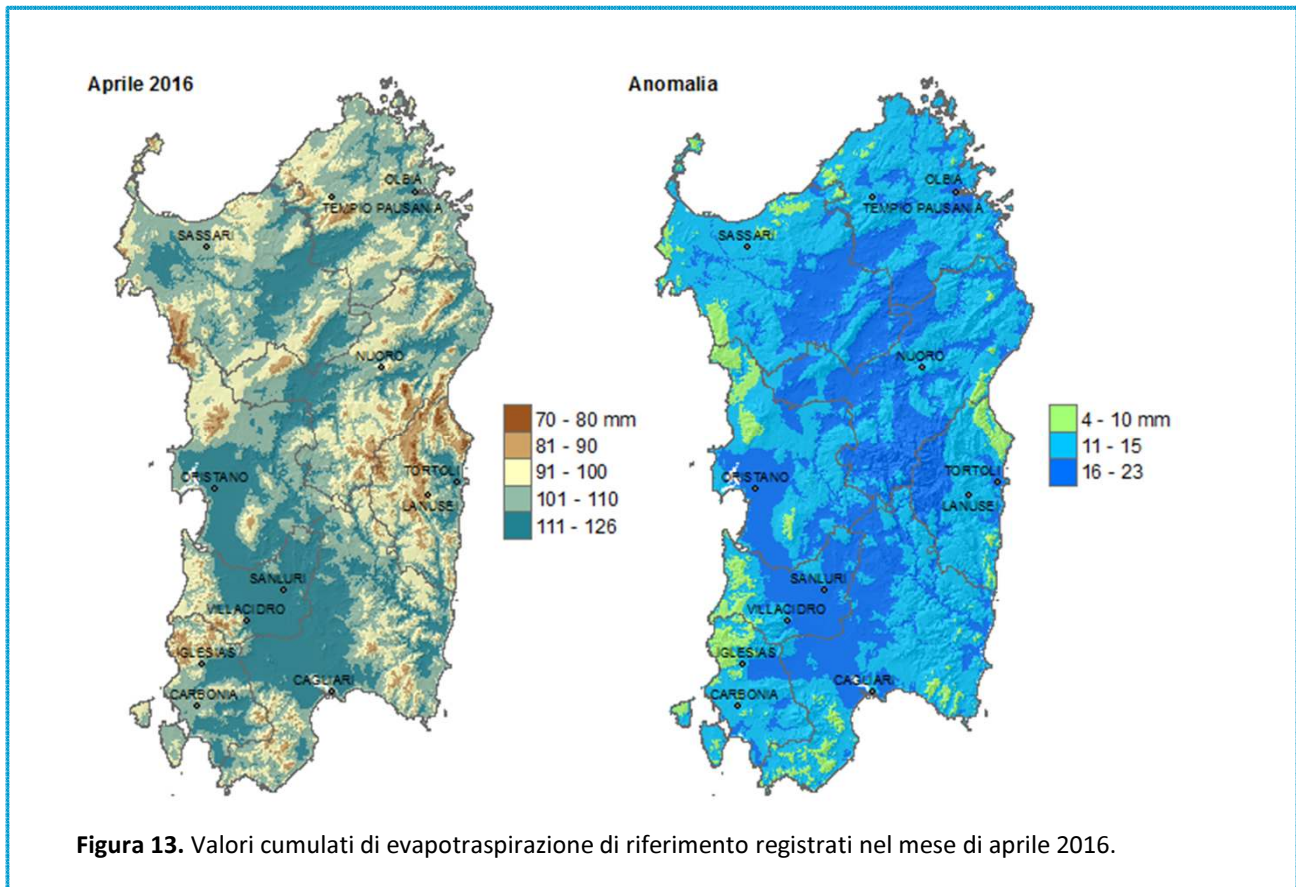 Aprile 2016
OLBIA
TEMPIO PAUSANIA
SASSARI
NUORO
ORISTANO
TORTOLI
LANUSEI
SANLURI
VILLACIDRO
IGLESIAS
CARBONIA
CAGLIARI
70 - 80 mm
81 - 90
91 - 100
101 - 110
111 - 126
Anomalia
OLBIA
TEMPIO PAUSANIA
SASSARI
NUORO
ORISTANO
TORTOLI
LANUSEI
SANLURI
VILLACIDRO
IGLESIAS
CARBONIA
CAGLIARI
4 - 10 mm
11 - 15
16 - 23
Figura 13. Valori cumulati di evapotraspirazione di riferimento registrati nel mese di aprile 2016.